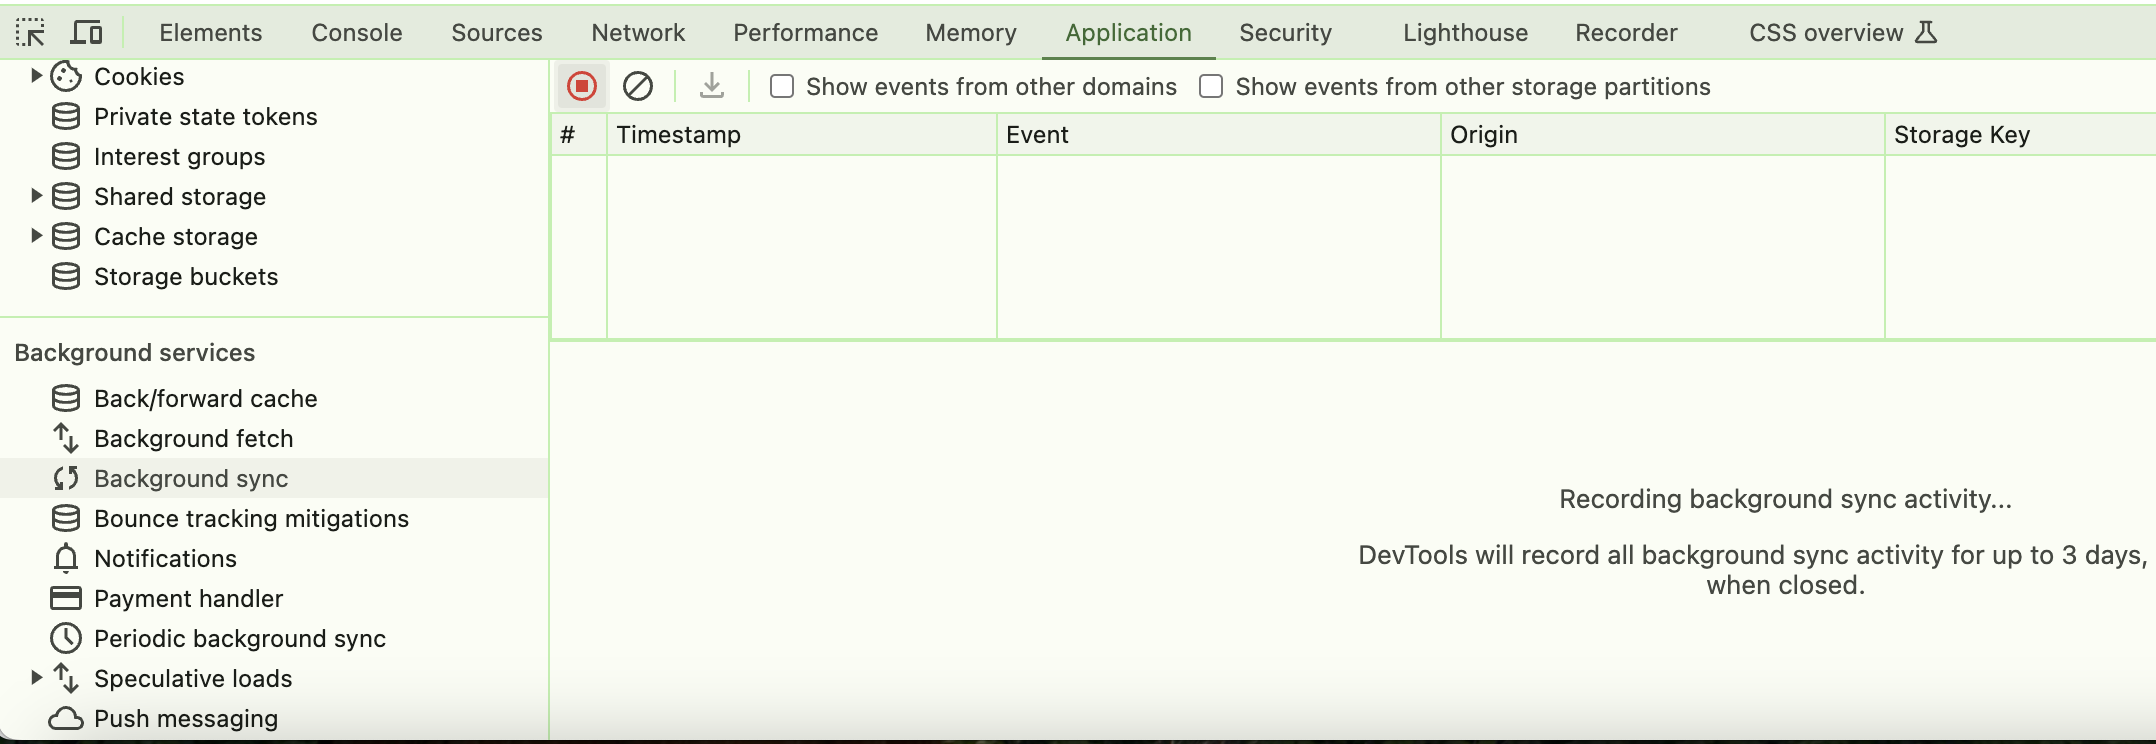 Elements Console Sources Network Performance Memory Application Security Lighthouse Recorder CSS overview
Cookies
Private state tokens
Interest groups
Shared storage
Cache storage
Storage buckets
Background services
Back/forward cache
Background fetch
Background sync
Bounce tracking mitigations
Notifications
Payment handler
Periodic background sync
Speculative loads
Push messaging
Show events from other domains Show events from other storage partitions
# Timestamp Event Origin Storage Key
Recording background sync activity...
DevTools will record all background sync activity for up to 3 days,
when closed.